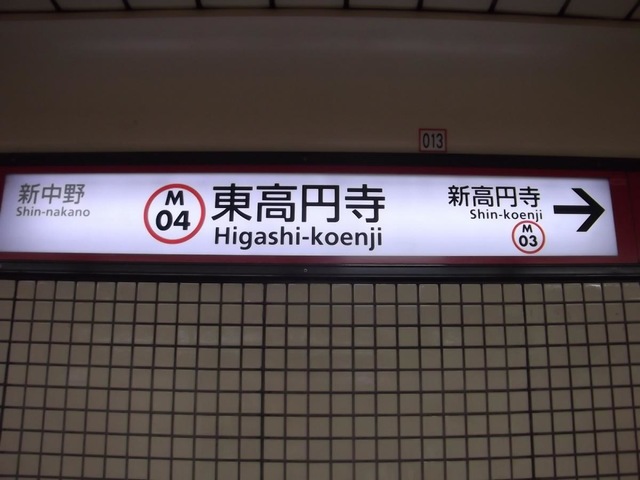 013
新中野
Shin-nakano
M
04
東高円寺
Higashi-koenji
新高円寺
Shin-koenji
M
03